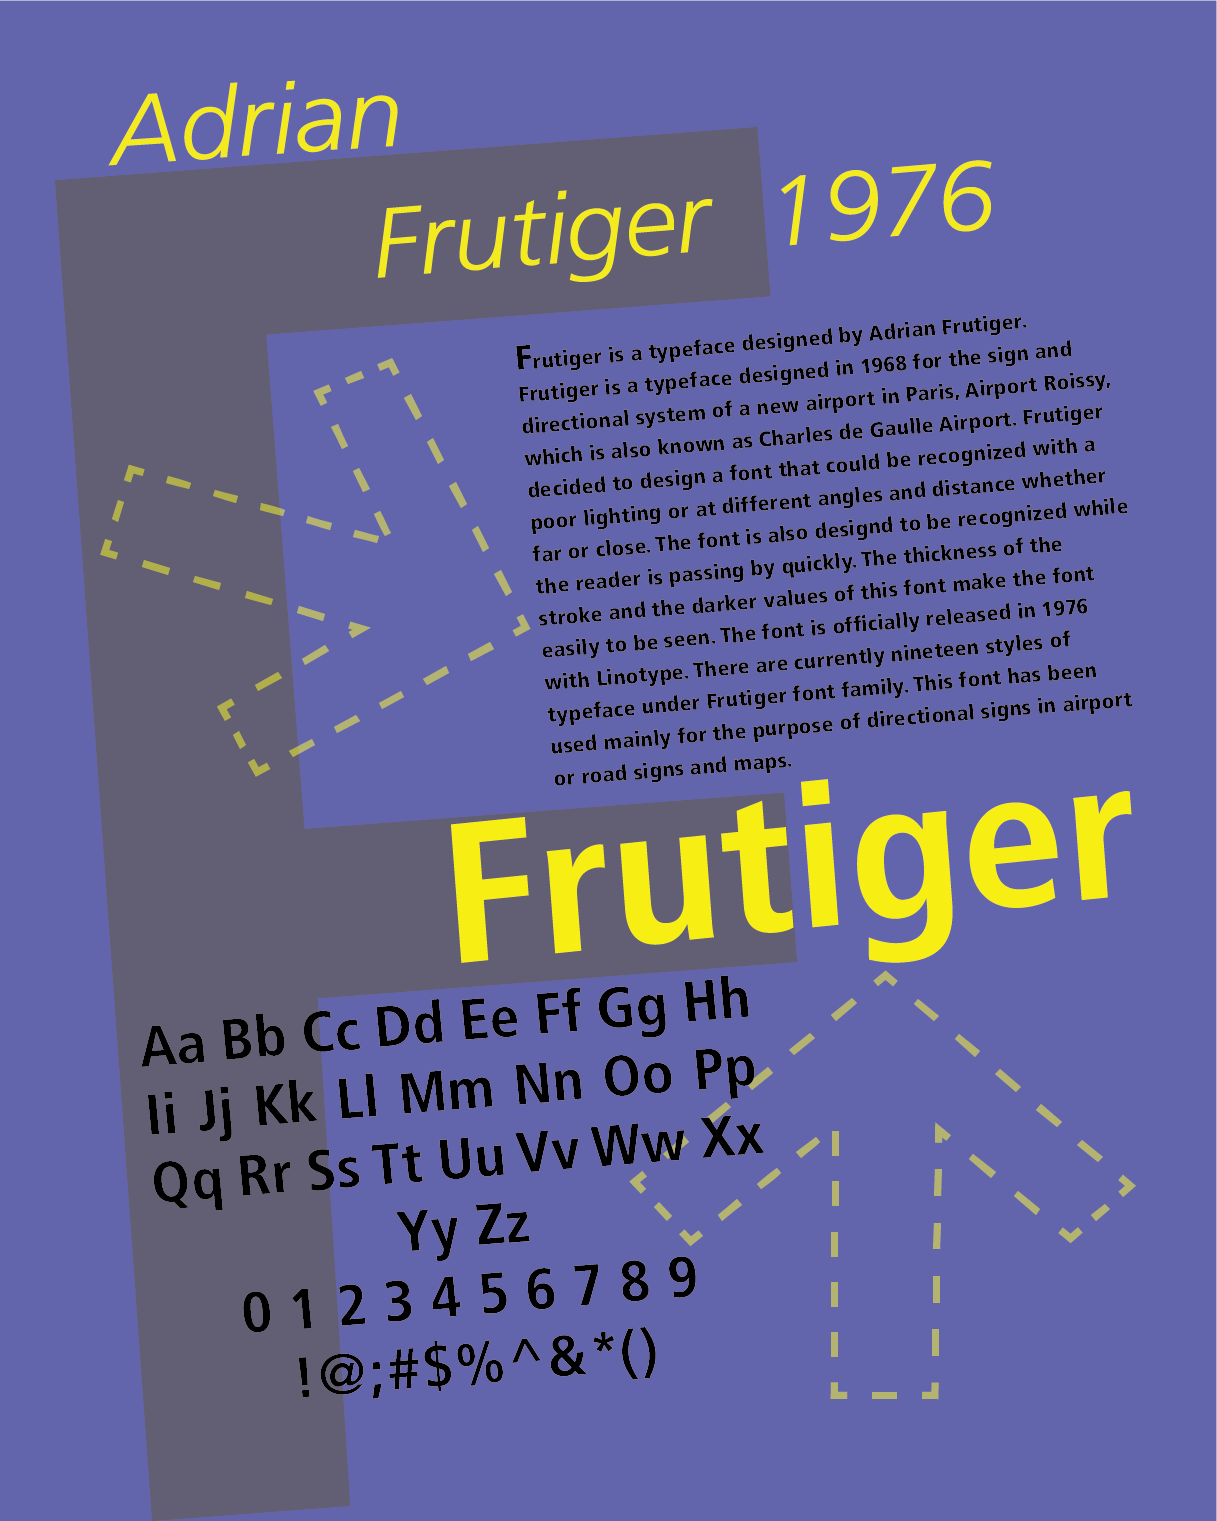 Adrian
Frutiger 1976
Frutiger is a typeface designed by Adrian Frutiger.
Frutiger is a typeface designed in 1968 for the sign and
directional system of a new airport in Paris, Airport Roissy,
which is also known as Charles de Gaulle Airport. Frutiger
decided to design a font that could be recognized with a
poor lighting or at different angles and distance whether
far or close. The font is also designd to be recognized while
the reader is passing by quickly. The thickness of the
stroke and the darker values of this font make the font
easily to be seen. The font is officially released in 1976
with Linotype. There are currently nineteen styles of
typeface under Frutiger font family. This font has been
used mainly for the purpose of directional signs in airport
or road signs and maps.
Frutiger
Aa Bb Cc Dd Ee Ff Gg Hh
Ii Jj Kk Ll Mm Nn Oo Pp
Qq Rr Ss Tt Uu Vv Ww Xx
Yy Zz
0 1 2 3 4 5 6 7 8 9
!@;#$%^&*()